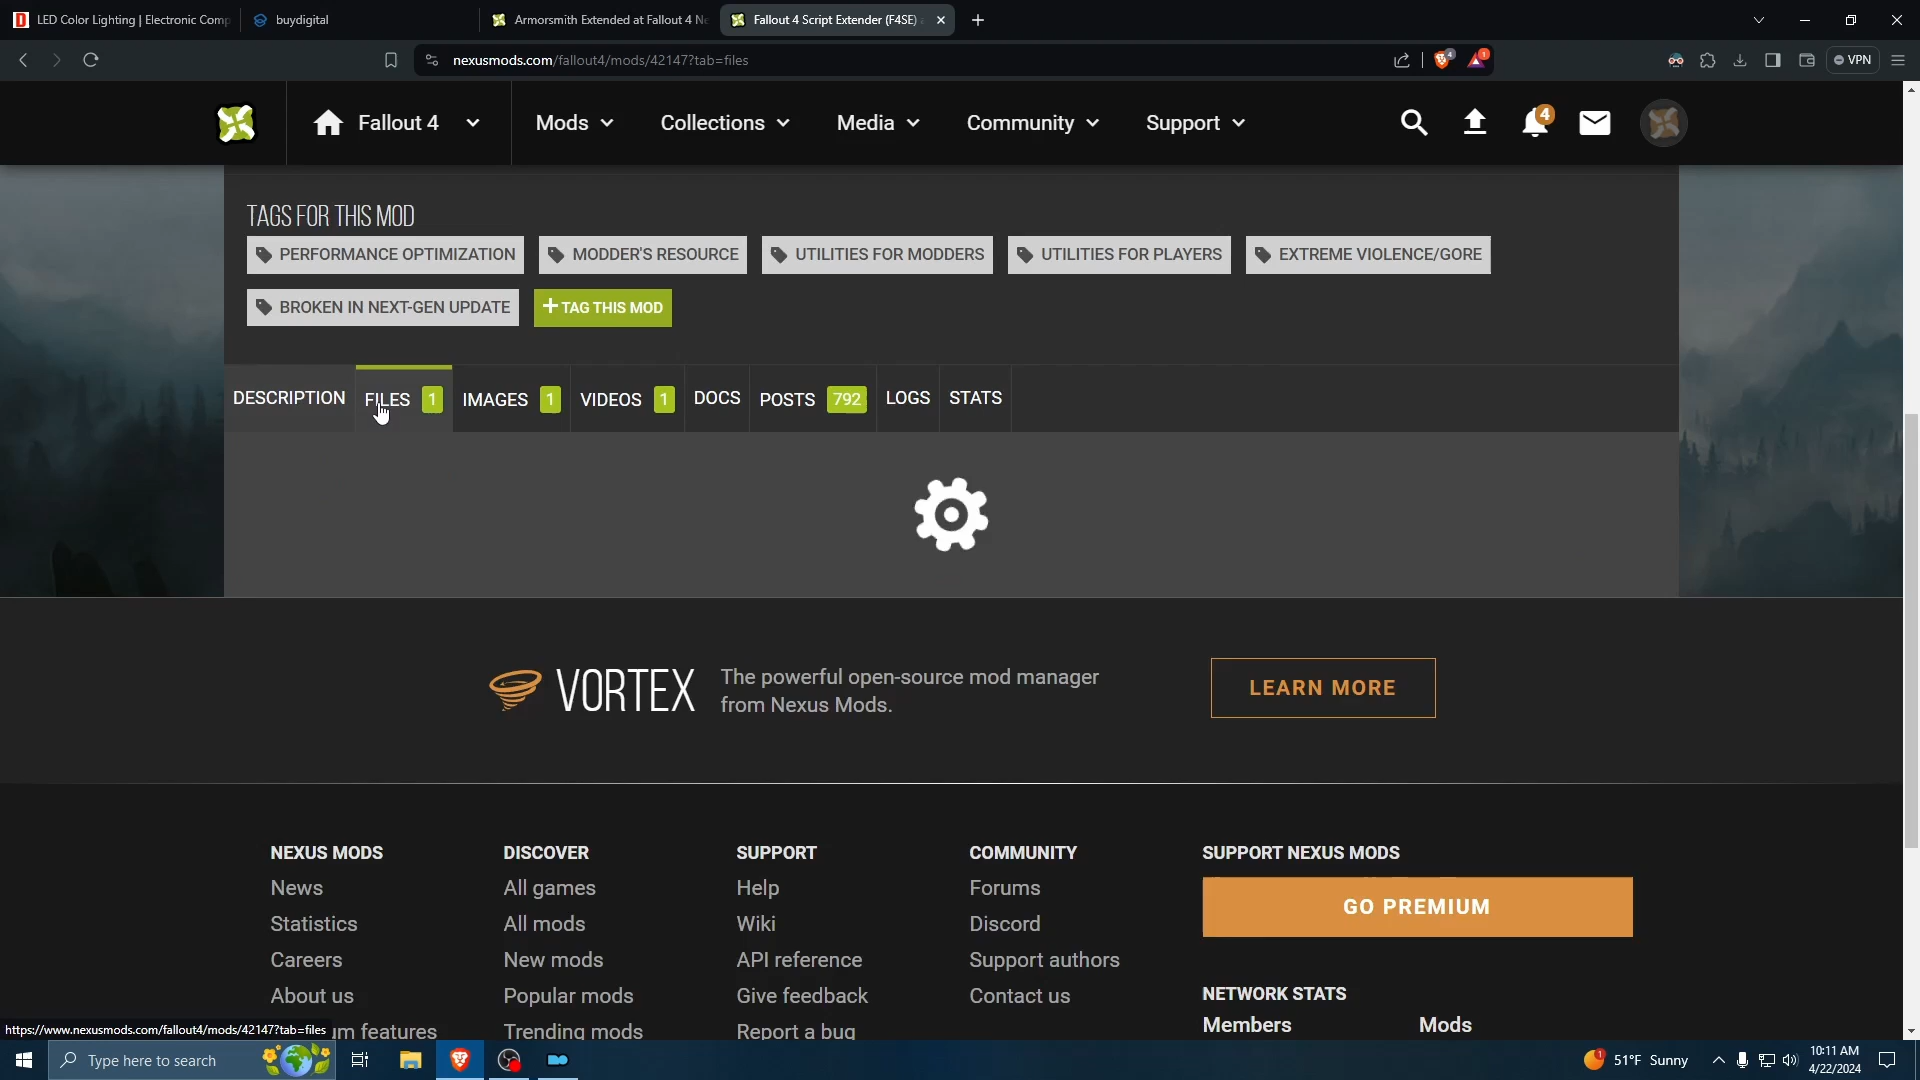 LED Color Lighting | Electronic Comp
buydigital
Armorsmith Extended at Fallout 4 Ne
Fallout 4 Script Extender (F4SE)
nexusmods.com/fallout4/mods/42147?tab=files
4
1
VPN
Fallout 4
Mods
Collections
Media
Community
Support
4
TAGS FOR THIS MOD
PERFORMANCE OPTIMIZATION
MODDER'S RESOURCE
UTILITIES FOR MODDERS
UTILITIES FOR PLAYERS
EXTREME VIOLENCE/GORE
BROKEN IN NEXT-GEN UPDATE
+ TAG THIS MOD
DESCRIPTION
FILES 1
IMAGES 1
VIDEOS 1
DOCS
POSTS 792
LOGS
STATS
VORTEX
The powerful open-source mod manager
from Nexus Mods.
LEARN MORE
NEXUS MODS
News
Statistics
Careers
About us
um features
DISCOVER
All games
All mods
New mods
Popular mods
Trending mods
SUPPORT
Help
Wiki
API reference
Give feedback
Report a bug
COMMUNITY
Forums
Discord
Support authors
Contact us
SUPPORT NEXUS MODS
GO PREMIUM
NETWORK STATS
Members
Mods
https://www.nexusmods.com/fallout4/mods/42147?tab=files
Type here to search
1
51°F Sunny
10:11 AM
4/22/2024